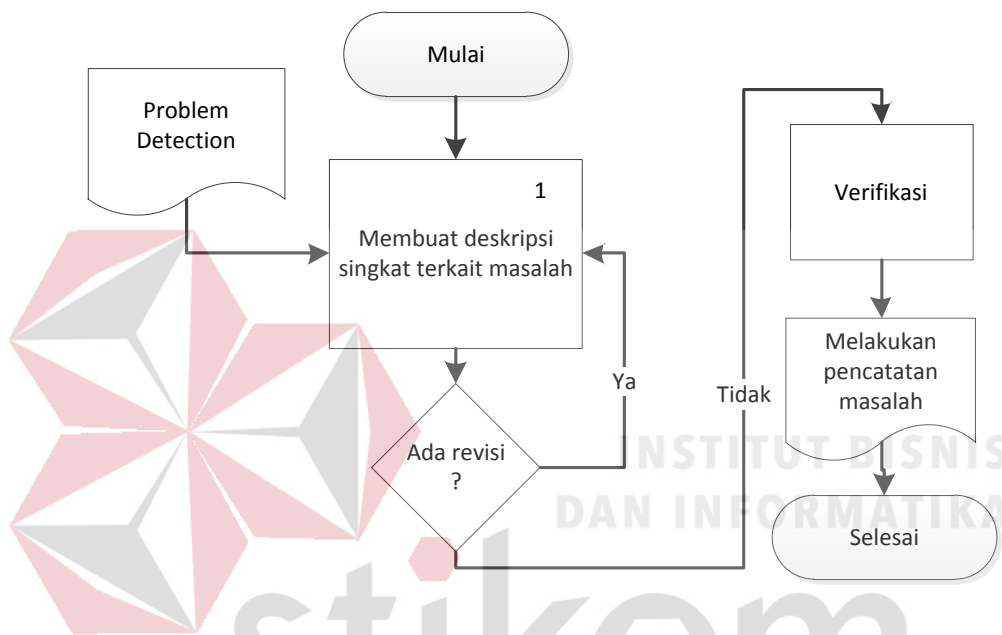 Mulai
Problem
Detection
1
Membuat deskripsi
singkat terkait masalah
Ada revisi
?
Ya
Tidak
Verifikasi
Melakukan
pencatatan
masalah
Selesai
INSTITUT BISNIS
DAN INFORMATIKA
stikom